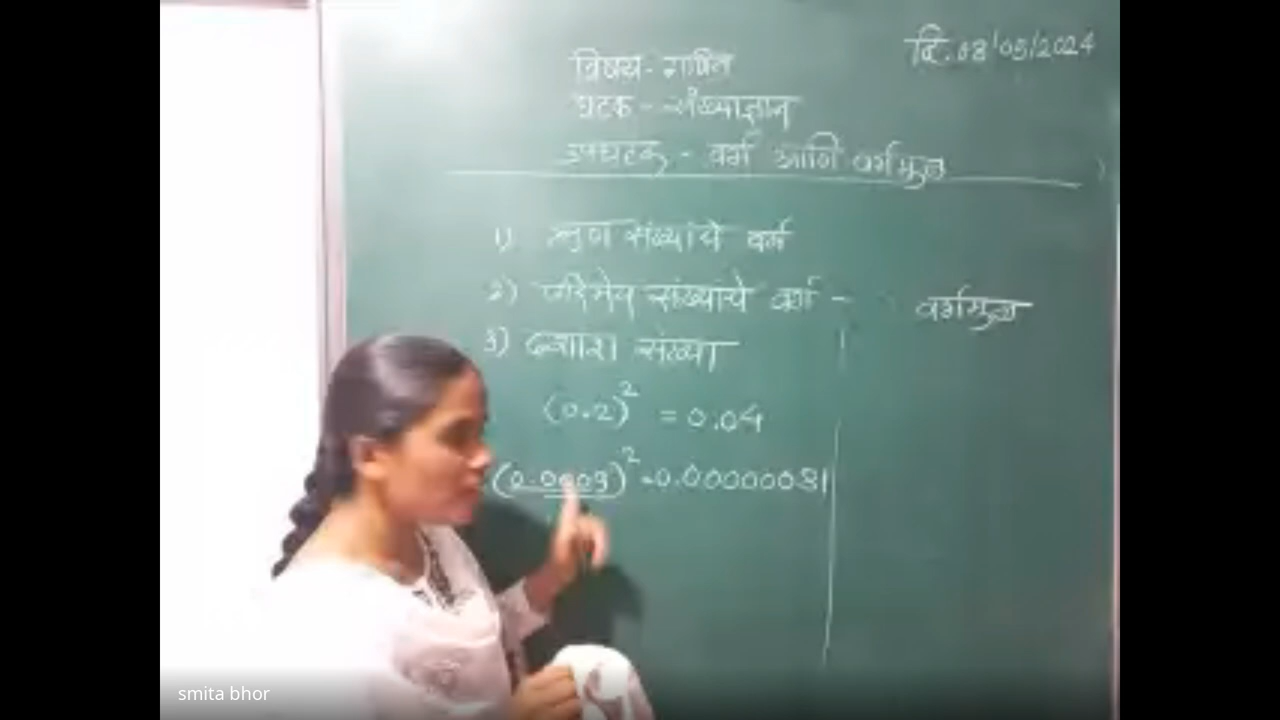 दि. 08/05/2024
विषय - गणित
घटक - संख्याज्ञान
उपघटक - वर्ग आणि वर्गमूळ
1) ऋण संख्यांचे वर्ग
2) परिमेय संख्यांचे वर्ग -
वर्गमूळ
3) दशांश संख्या
(0.2)² = 0.04
(0.0009)² = 0.00000081
smita bhor